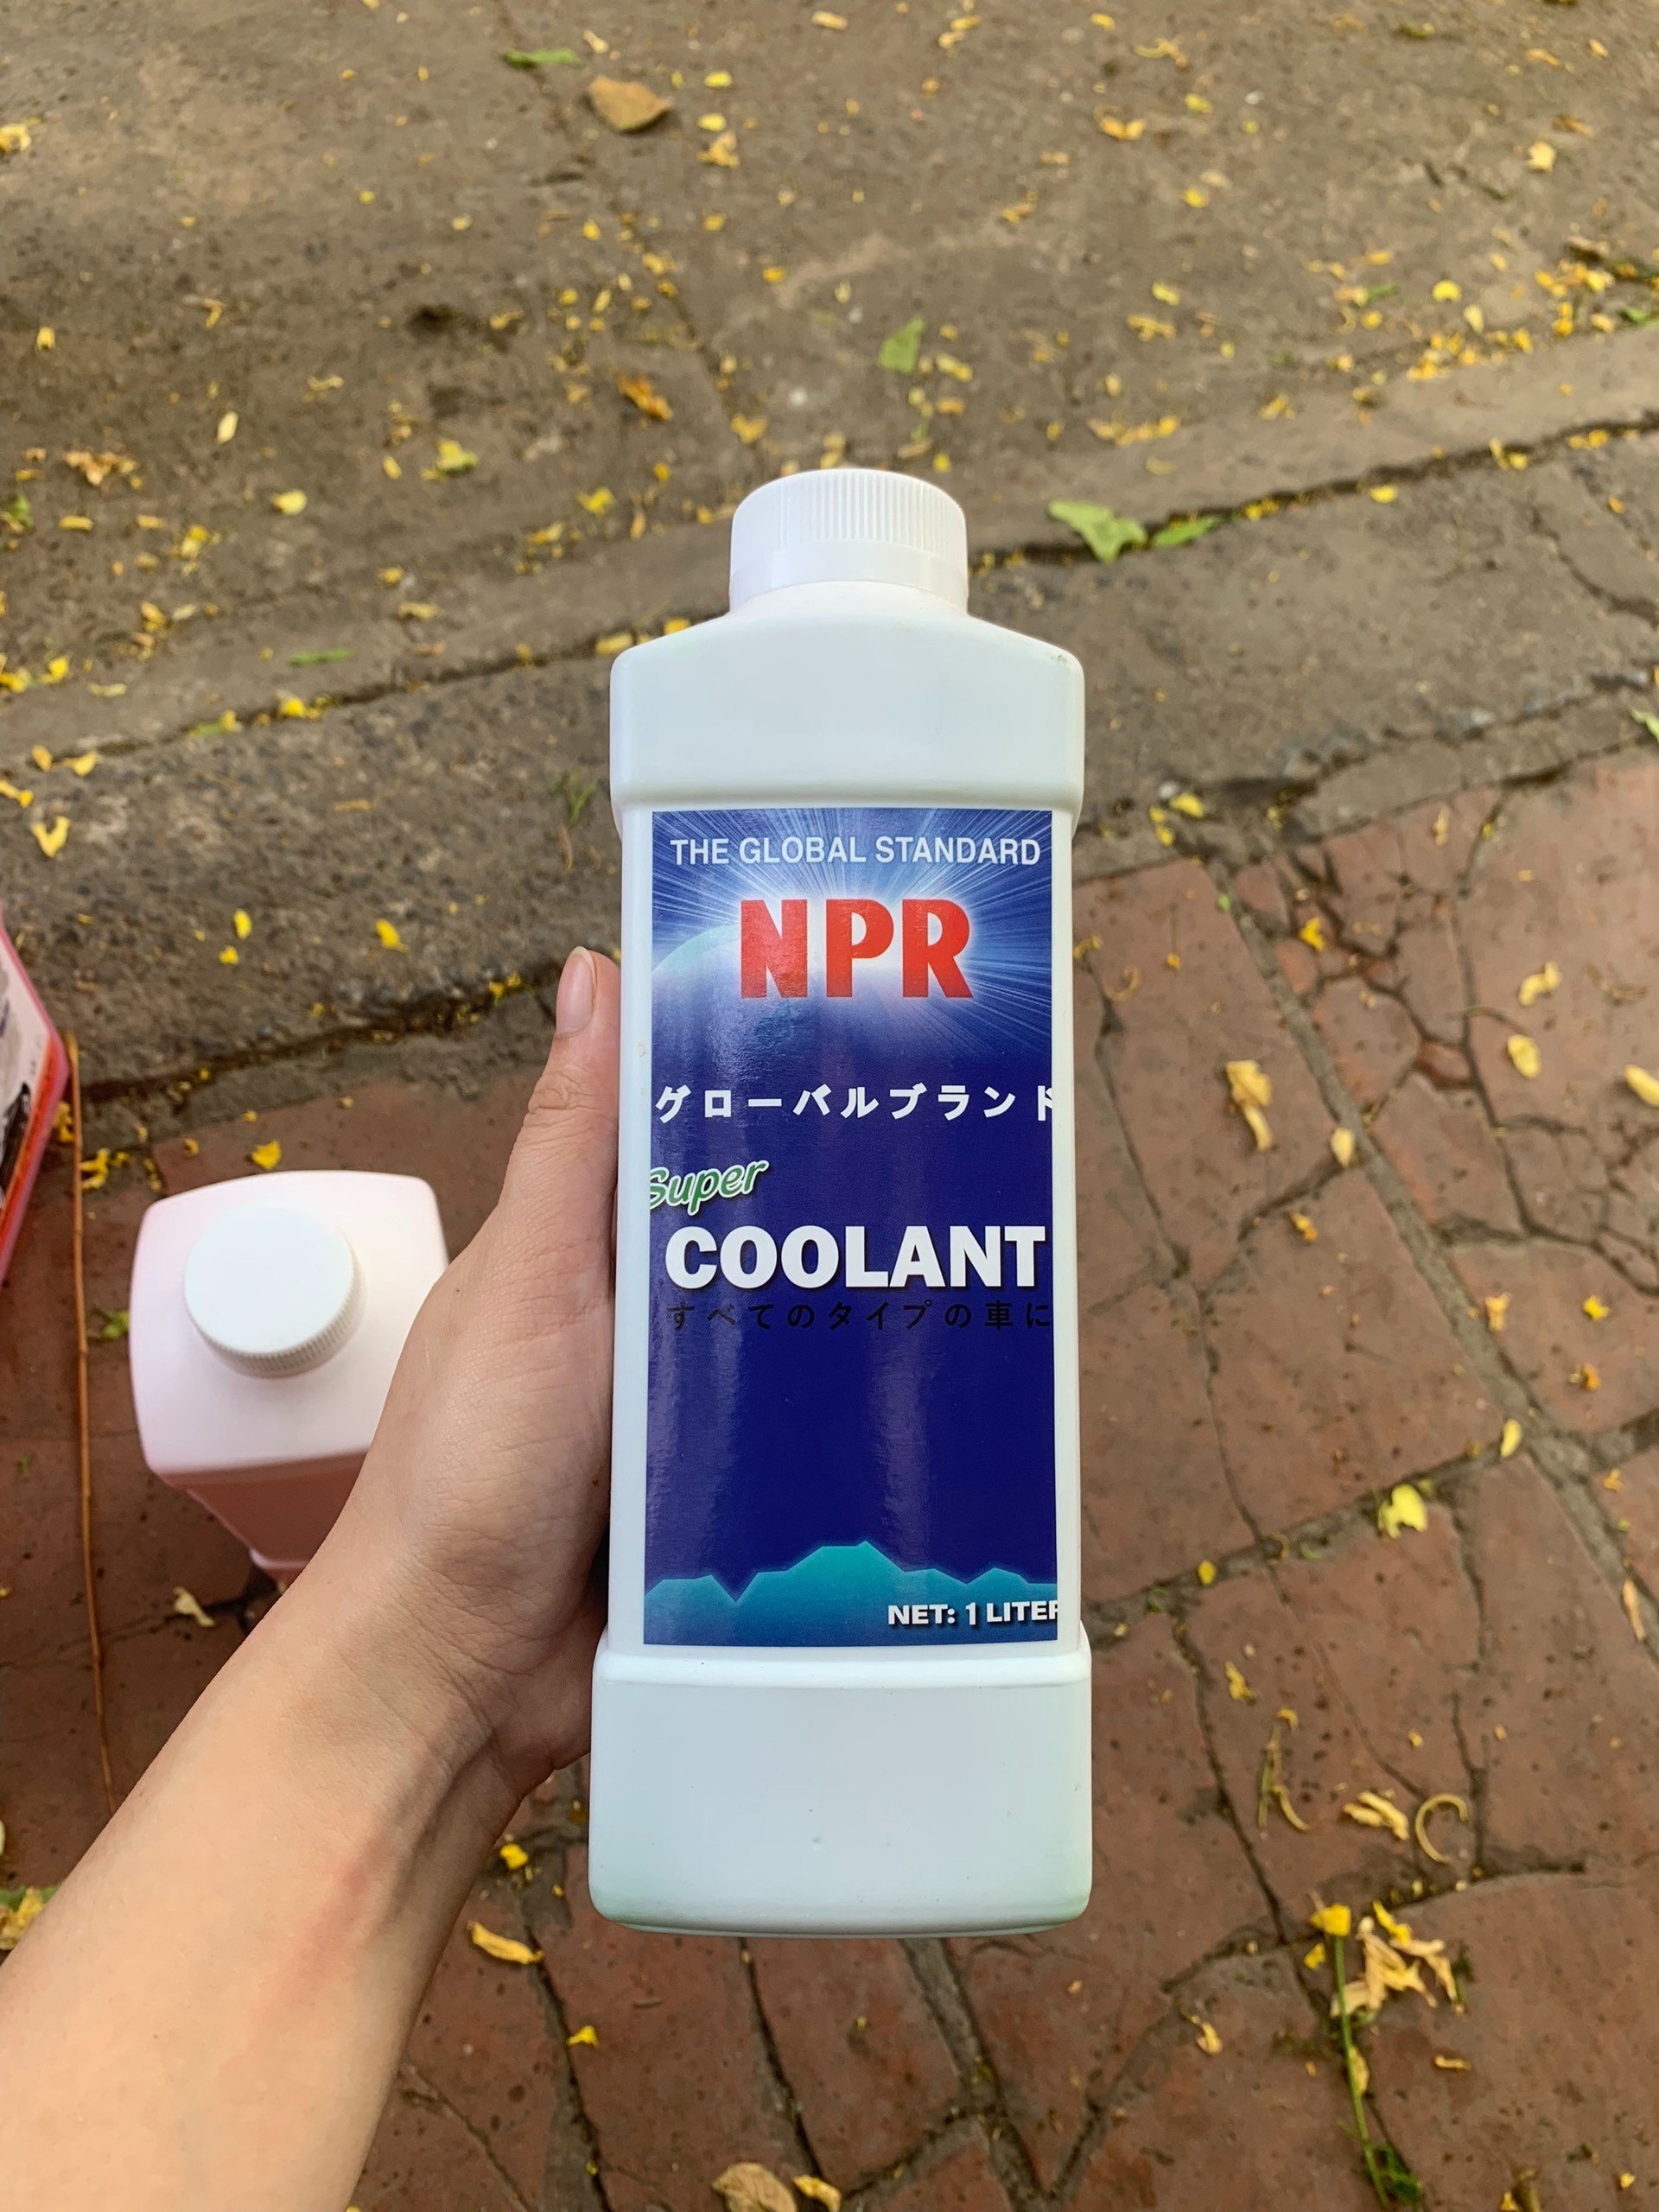 THE GLOBAL STANDARD
NPR
グローバルブランド
Super
COOLANT
すべてのタイプの車に
NET: 1 LITER